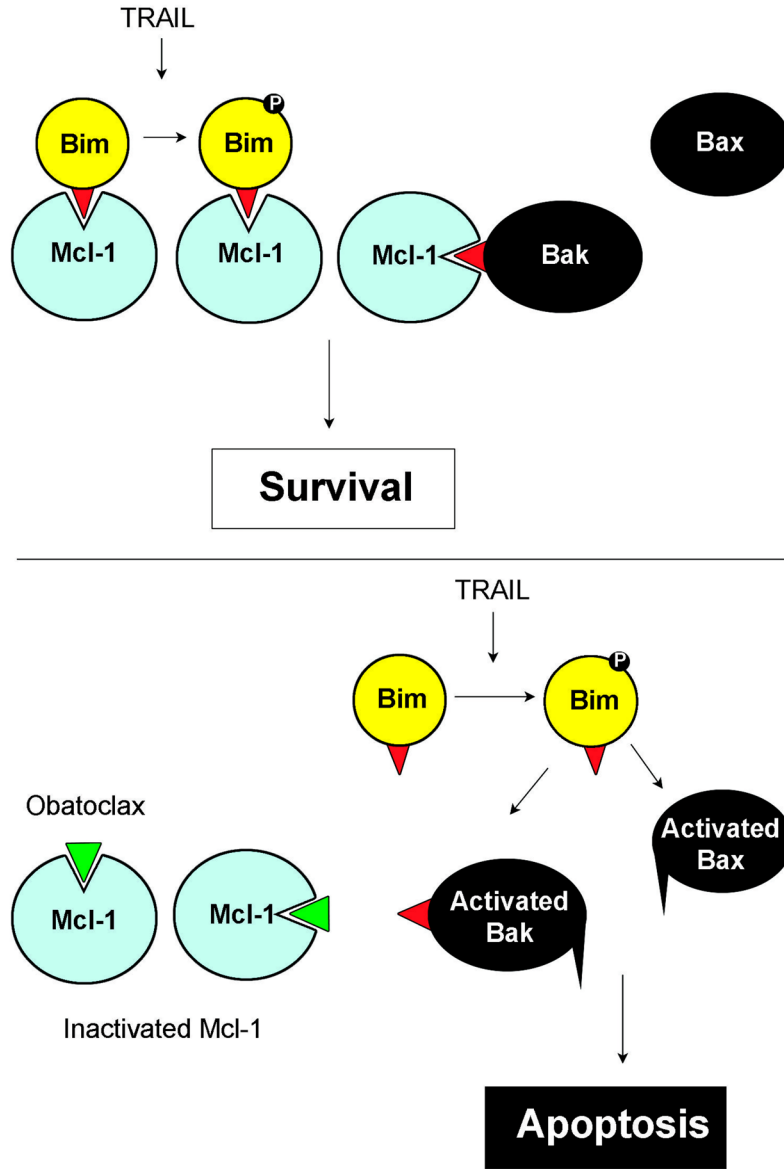 TRAIL
P
Bim
Bim
Bax
Mcl-1
Mcl-1
Mcl-1
Bak
Survival
TRAIL
P
Bim
Bim
Obatoclax
Activated
Bax
Mcl-1
Mcl-1
Activated
Bak
Inactivated Mcl-1
Apoptosis